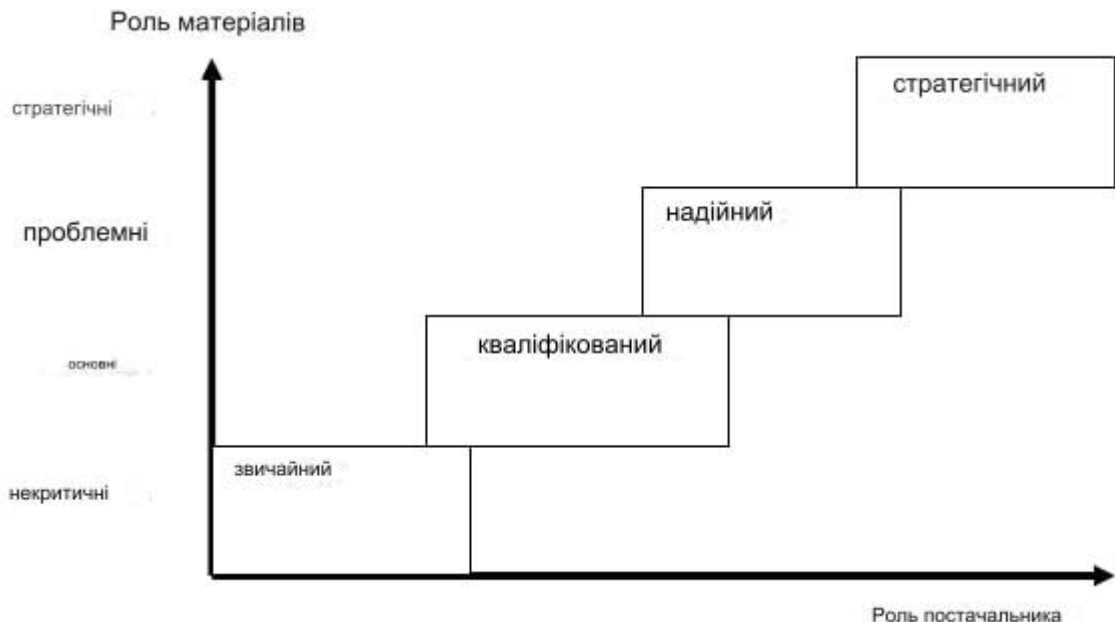 Роль матеріалів
стратегічні
стратегічний
проблемні
надійний
основні
кваліфікований
некритичні
звичайний
Роль постачальника